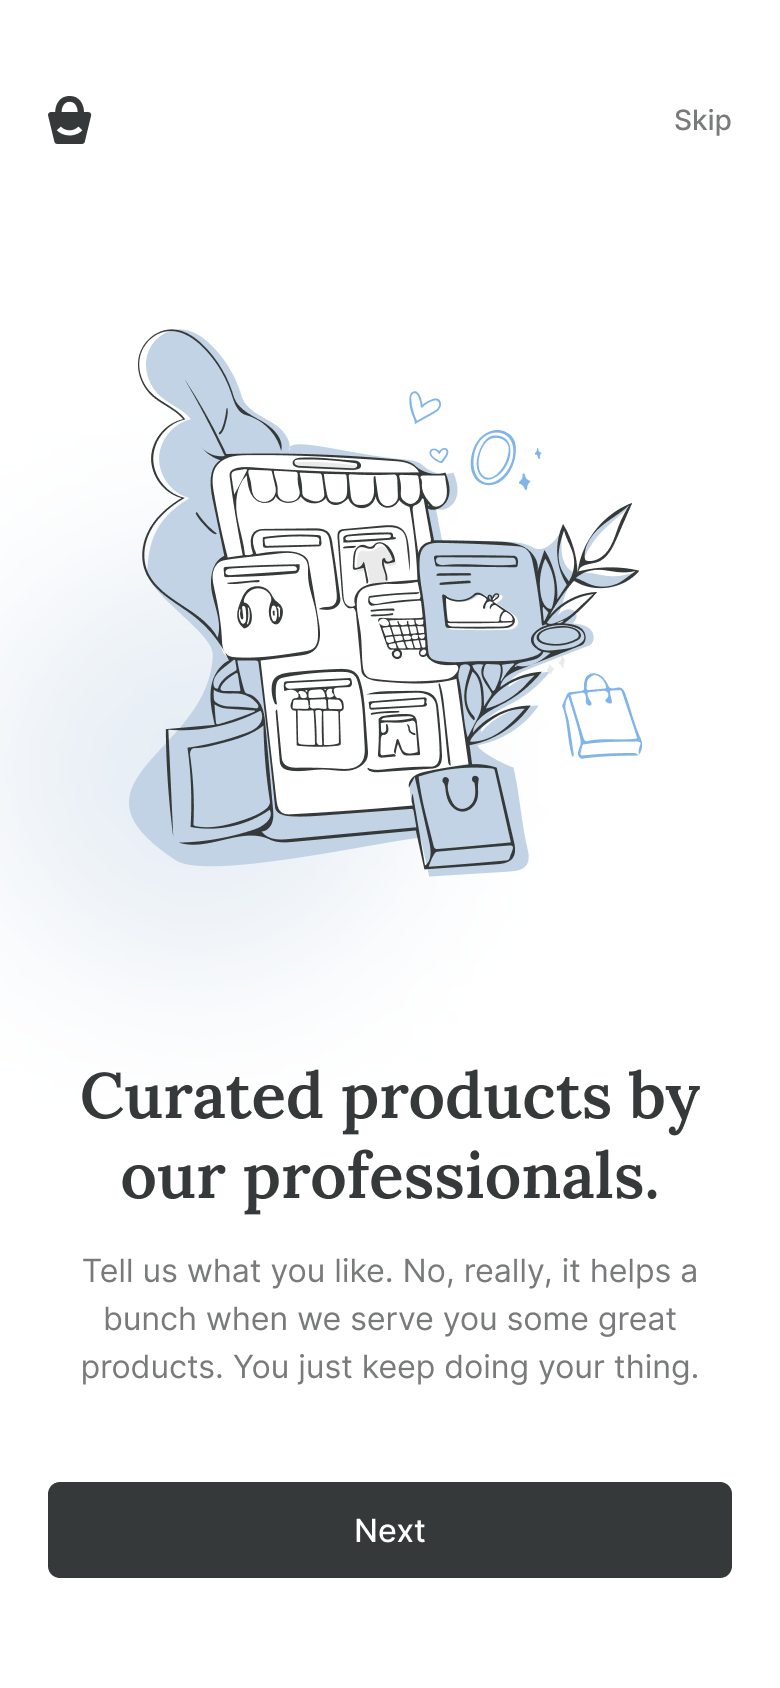 Skip
Curated products by
our professionals.
Tell us what you like. No, really, it helps a
bunch when we serve you some great
products. You just keep doing your thing.
Next